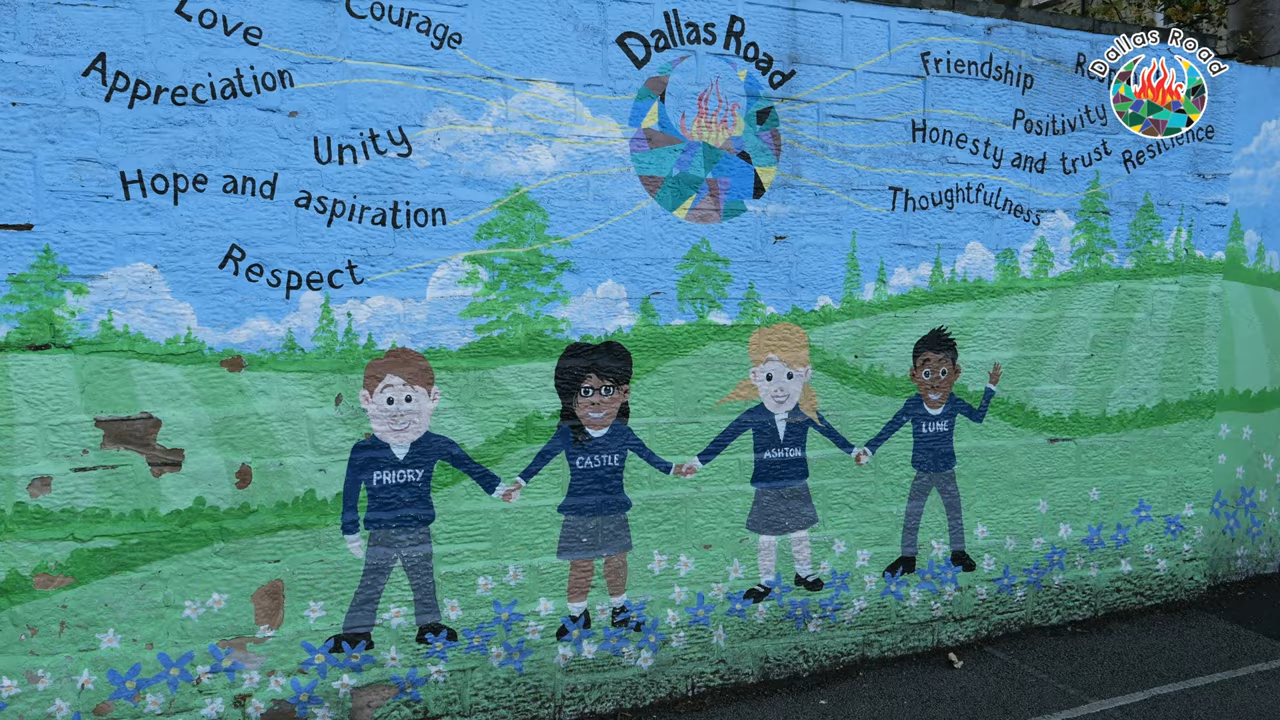 Love
Courage
Appreciation
Unity
Hope and aspiration
Respect
Dallas Road
Friendship
Positivity
Honesty and trust
Resilience
Thoughtfulness
Dallas Road
PRIORY
CASTLE
ASHTON
LUNE